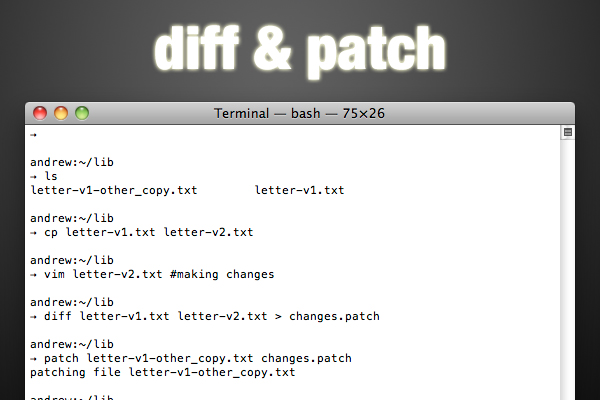 diff & patch
Terminal — bash — 75×26
→
andrew:~/lib
→ ls
letter-v1-other_copy.txt        letter-v1.txt
andrew:~/lib
→ cp letter-v1.txt letter-v2.txt
andrew:~/lib
→ vim letter-v2.txt #making changes
andrew:~/lib
→ diff letter-v1.txt letter-v2.txt > changes.patch
andrew:~/lib
→ patch letter-v1-other_copy.txt changes.patch
patching file letter-v1-other_copy.txt
andrew:~/lib